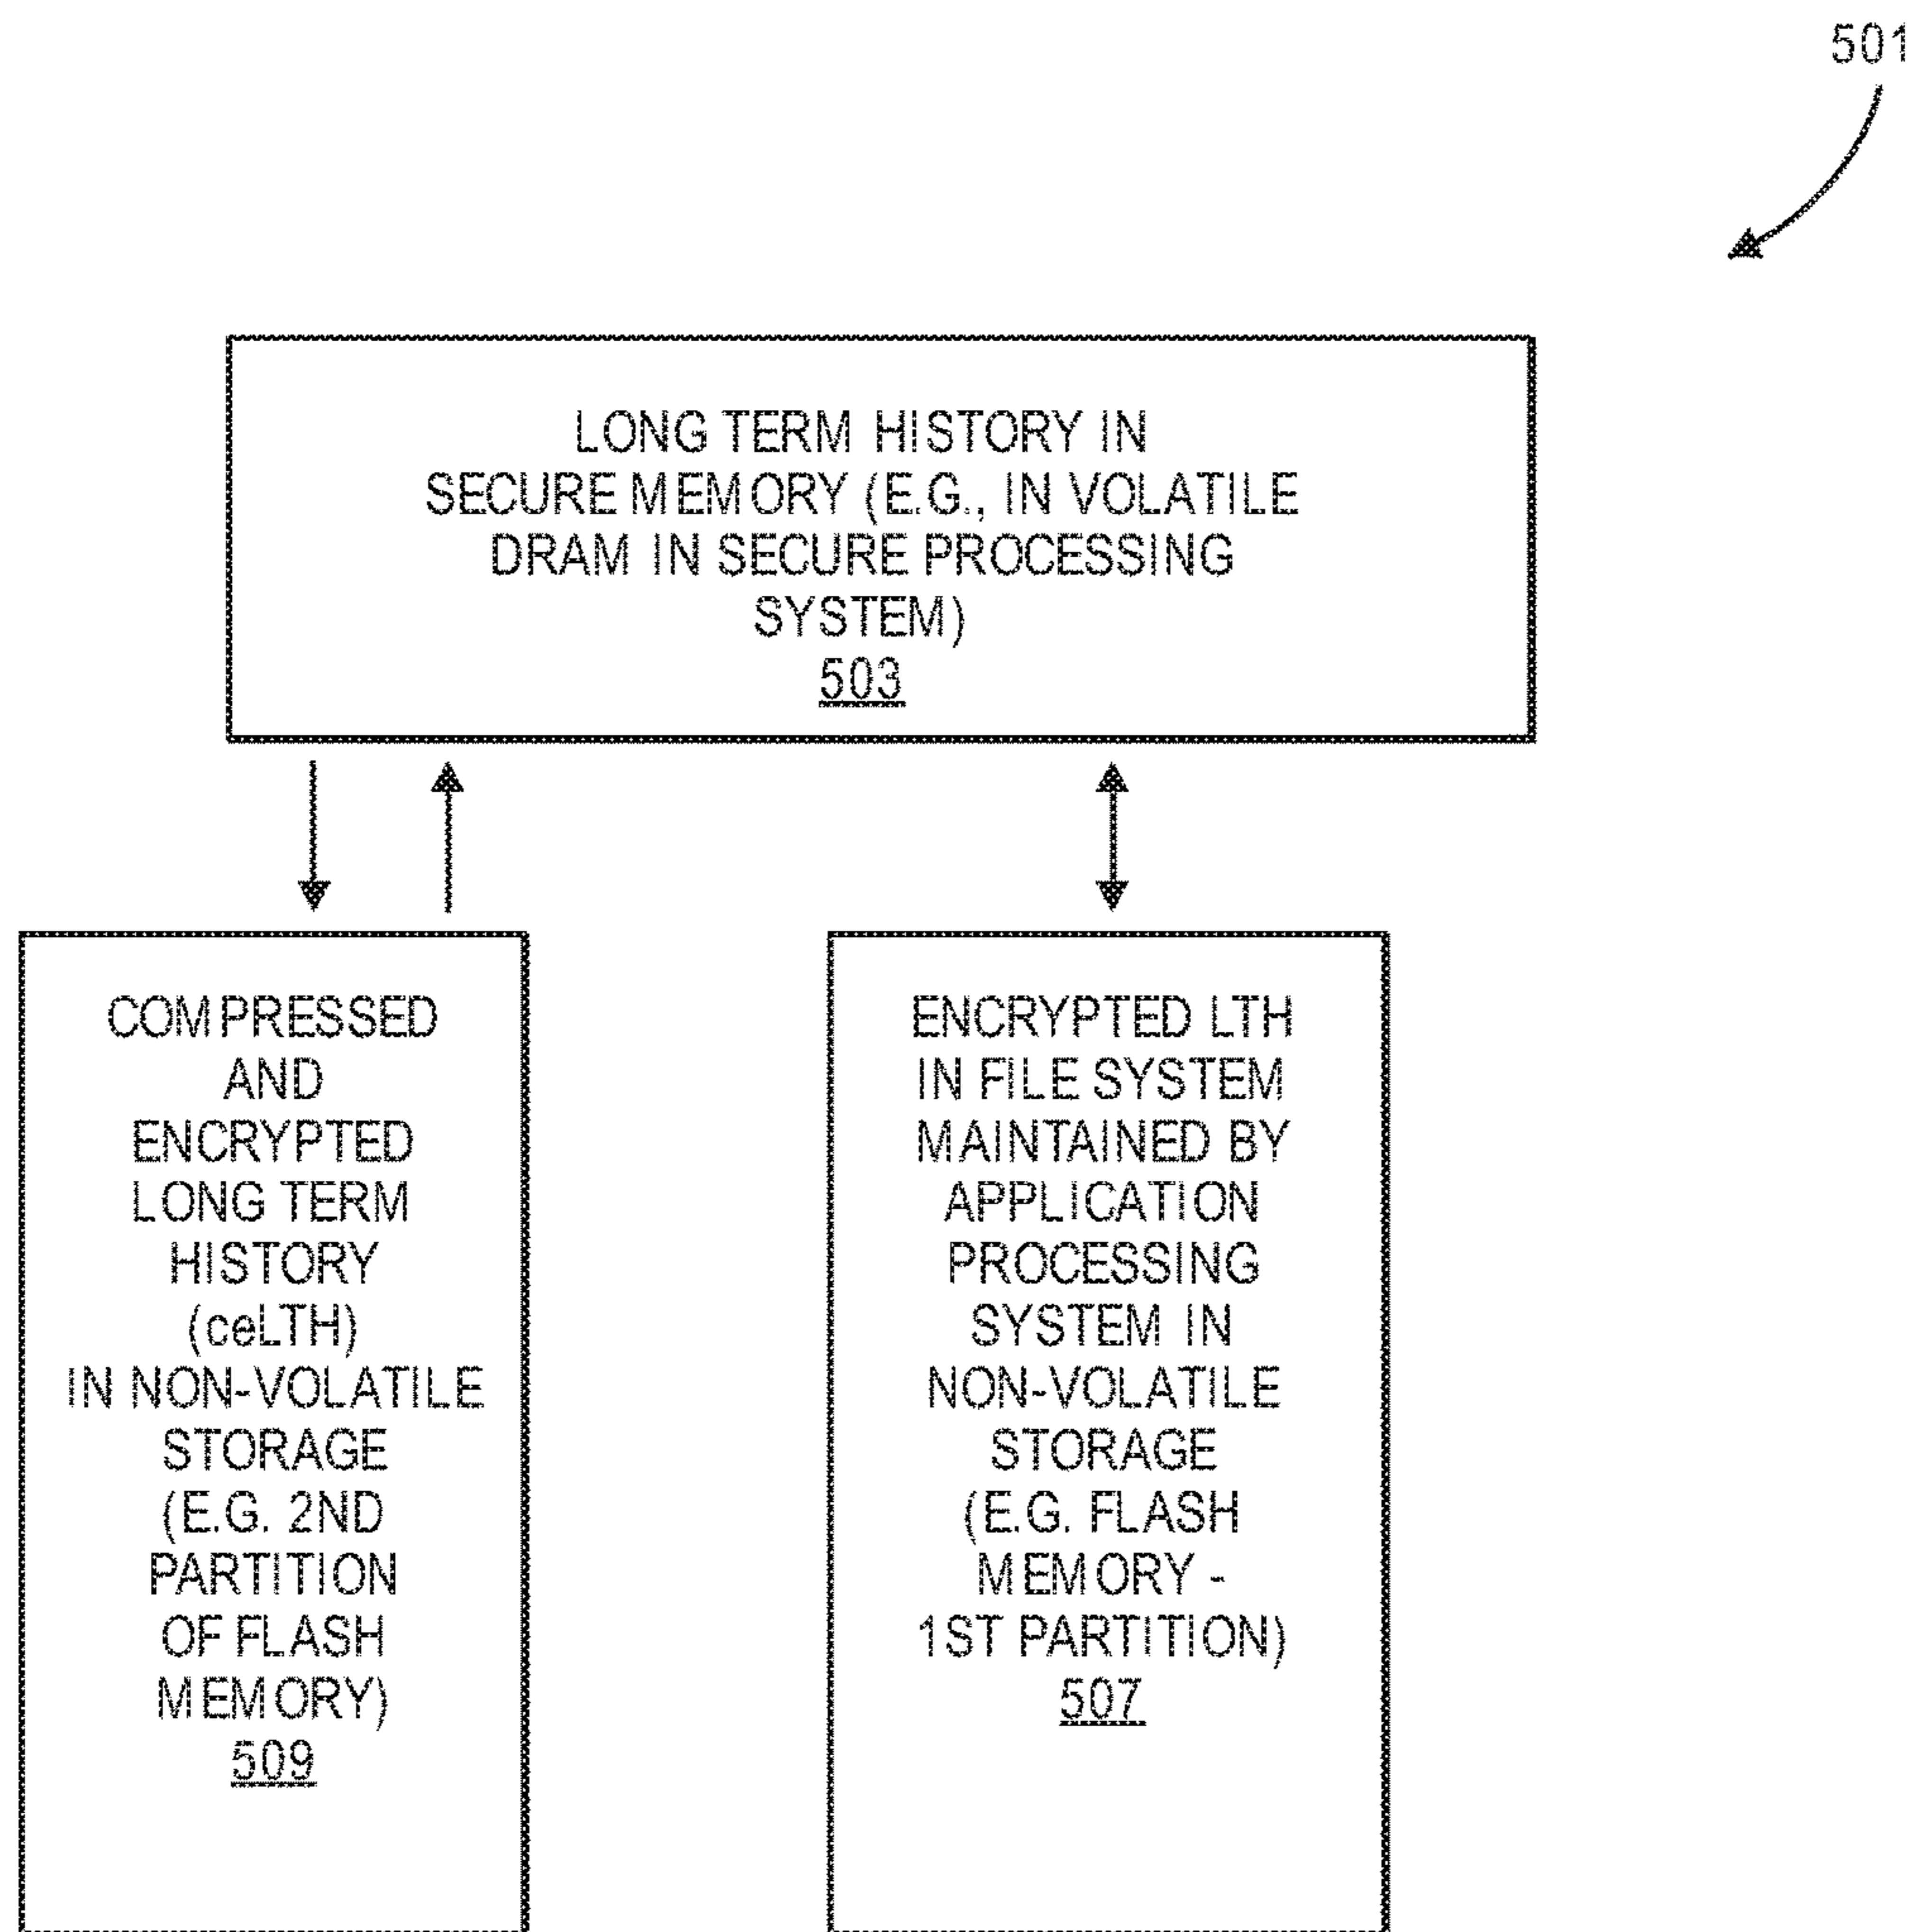 501
LONG TERM HISTORY IN
SECURE MEMORY (E.G., IN VOLATILE
DRAM IN SECURE PROCESSING
SYSTEM)
503
COMPRESSED
AND
ENCRYPTED
LONG TERM
HISTORY
(ceLTH)
IN NON-VOLATILE
STORAGE
(E.G. 2ND
PARTITION
OF FLASH
MEMORY)
509
ENCRYPTED LTH
IN FILE SYSTEM
MAINTAINED BY
APPLICATION
PROCESSING
SYSTEM IN
NON-VOLATILE
STORAGE
(E.G. FLASH
MEMORY -
1ST PARTITION)
507